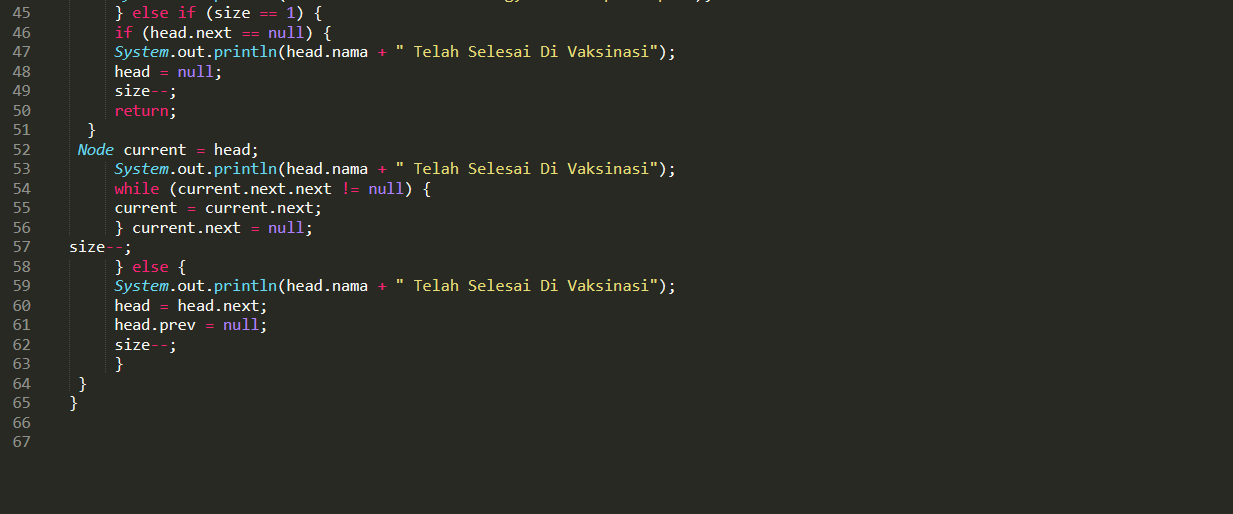 45 } else if (size == 1) {
46 if (head.next == null) {
47 System.out.println(head.nama + " Telah Selesai Di Vaksinasi");
48 head = null;
49 size--;
50 return;
51 }
52 Node current = head;
53 System.out.println(head.nama + " Telah Selesai Di Vaksinasi");
54 while (current.next.next != null) {
55 current = current.next;
56 } current.next = null;
57 size--;
58 } else {
59 System.out.println(head.nama + " Telah Selesai Di Vaksinasi");
60 head = head.next;
61 head.prev = null;
62 size--;
63 }
64 }
65 }
66
67